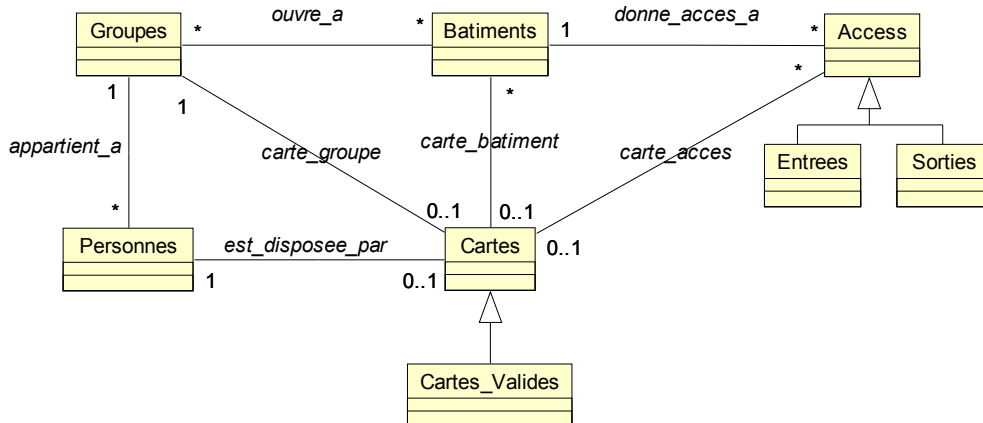 ouvre_a
donne_acces_a
Groupes
*
*
Batiments
1
*
Access
1
1
*
*
appartient_a
carte_groupe
carte_batiment
carte_acces
Entrees
Sorties
*
0..1
0..1
Personnes
est_disposee_par
Cartes
0..1
1
0..1
Cartes_Valides